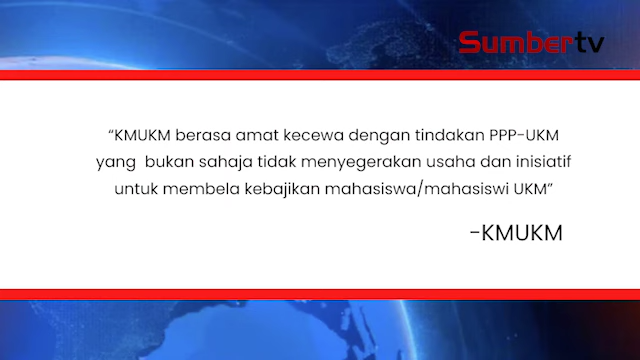 Sumbertv
“KMUKM berasa amat kecewa dengan tindakan PPP-UKM
yang bukan sahaja tidak menyegerakan usaha dan inisiatif
untuk membela kebajikan mahasiswa/mahasiswi UKM”
-KMUKM